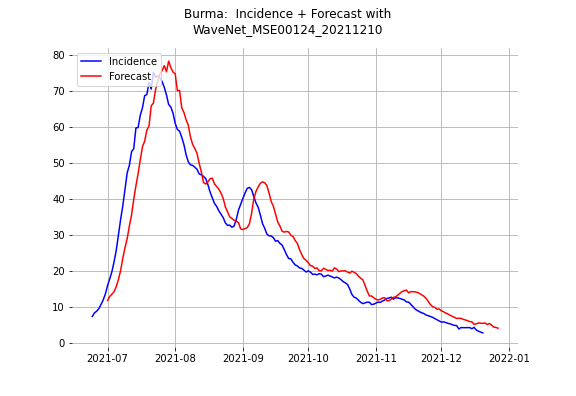 Burma:  Incidence + Forecast with
WaveNet_MSE00124_20211210
Incidence
Forecast
80
70
60
50
40
30
20
10
0
2021-07 2021-08 2021-09 2021-10 2021-11 2021-12 2022-01